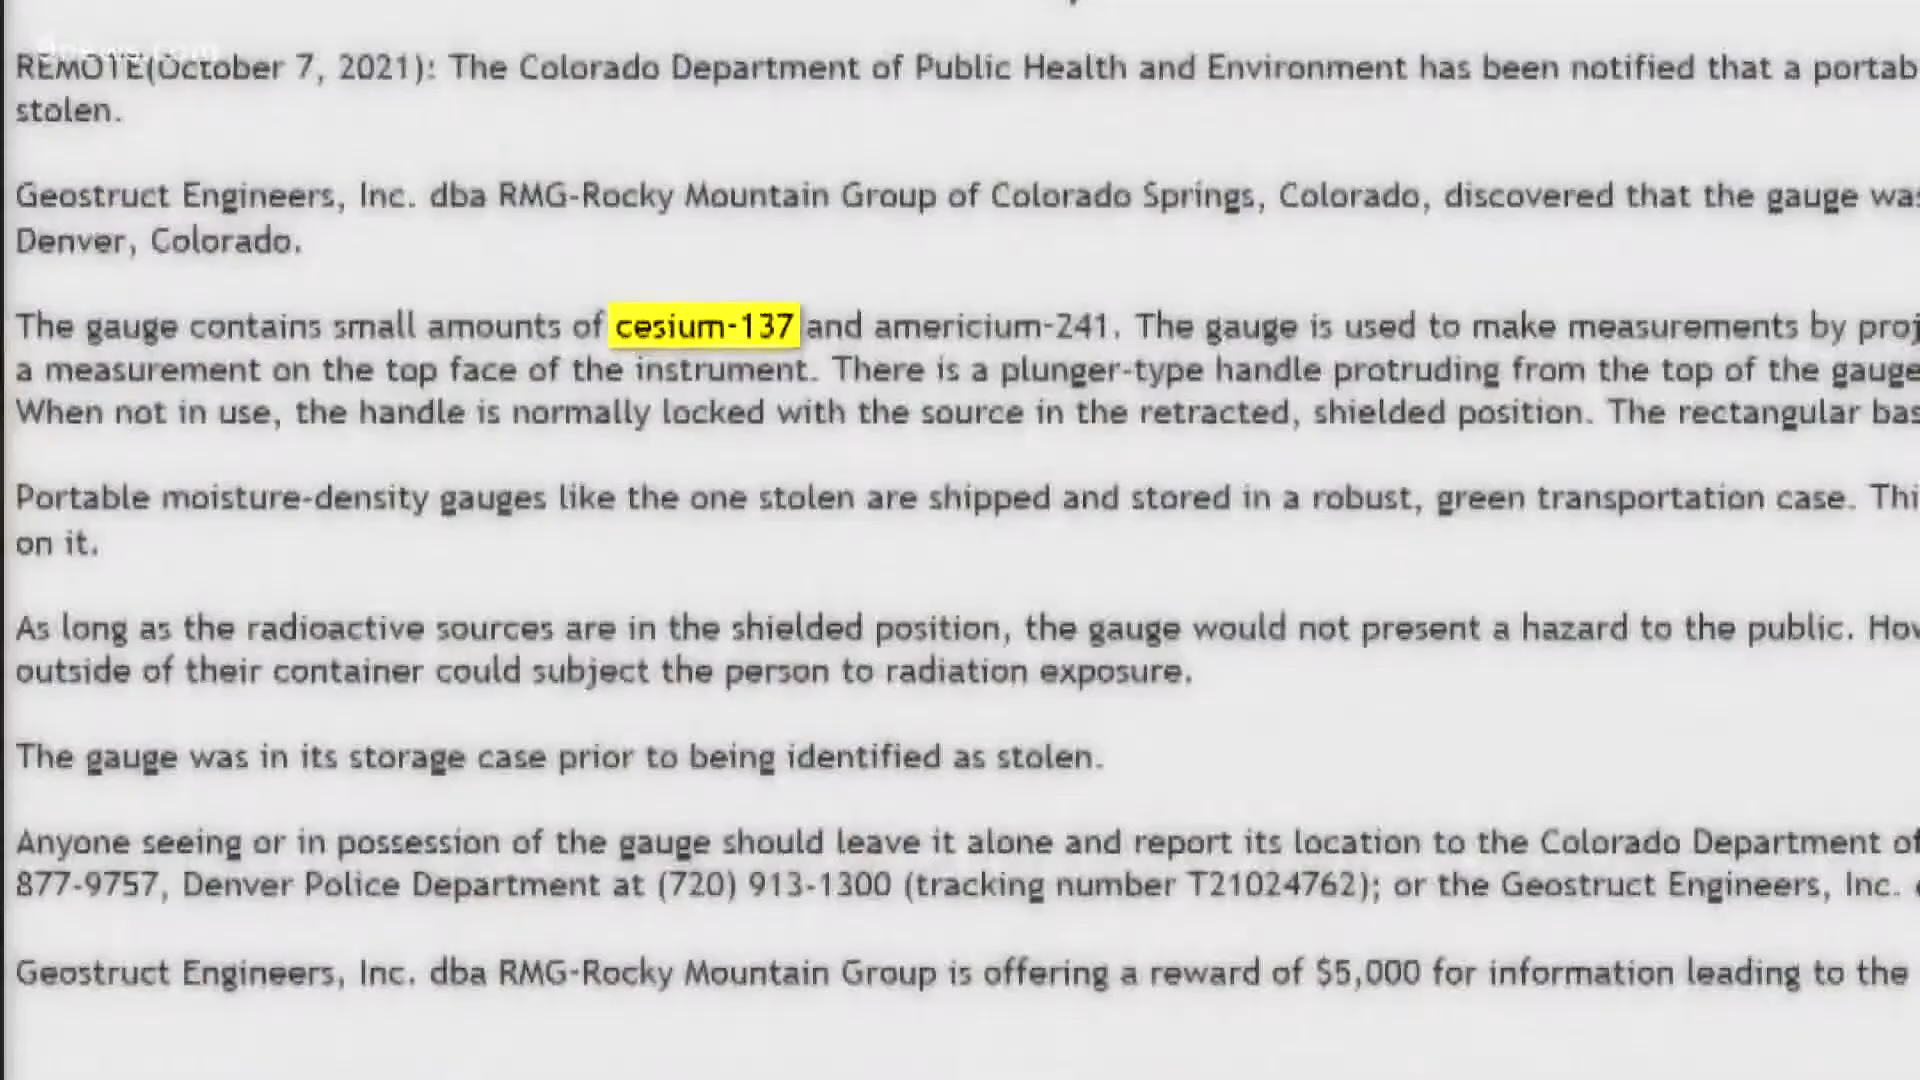 9news.com
REMOTE(October 7, 2021): The Colorado Department of Public Health and Environment has been notified that a portab
stolen.
Geostruct Engineers, Inc. dba RMG-Rocky Mountain Group of Colorado Springs, Colorado, discovered that the gauge was
Denver, Colorado.
The gauge contains small amounts of cesium-137 and americium-241. The gauge is used to make measurements by proj
a measurement on the top face of the instrument. There is a plunger-type handle protruding from the top of the gauge
When not in use, the handle is normally locked with the source in the retracted, shielded position. The rectangular bas
Portable moisture-density gauges like the one stolen are shipped and stored in a robust, green transportation case. Thi
on it.
As long as the radioactive sources are in the shielded position, the gauge would not present a hazard to the public. Hov
outside of their container could subject the person to radiation exposure.
The gauge was in its storage case prior to being identified as stolen.
Anyone seeing or in possession of the gauge should leave it alone and report its location to the Colorado Department of
877-9757, Denver Police Department at (720) 913-1300 (tracking number T21024762); or the Geostruct Engineers, Inc.
Geostruct Engineers, Inc. dba RMG-Rocky Mountain Group is offering a reward of $5,000 for information leading to the